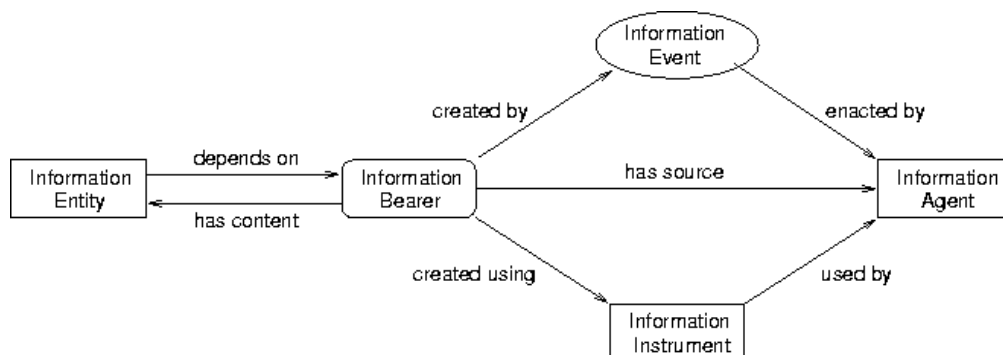 Information
Event
created by
enacted by
depends on
has source
Information
Entity
Information
Bearer
Information
Agent
has content
created using
used by
Information
Instrument